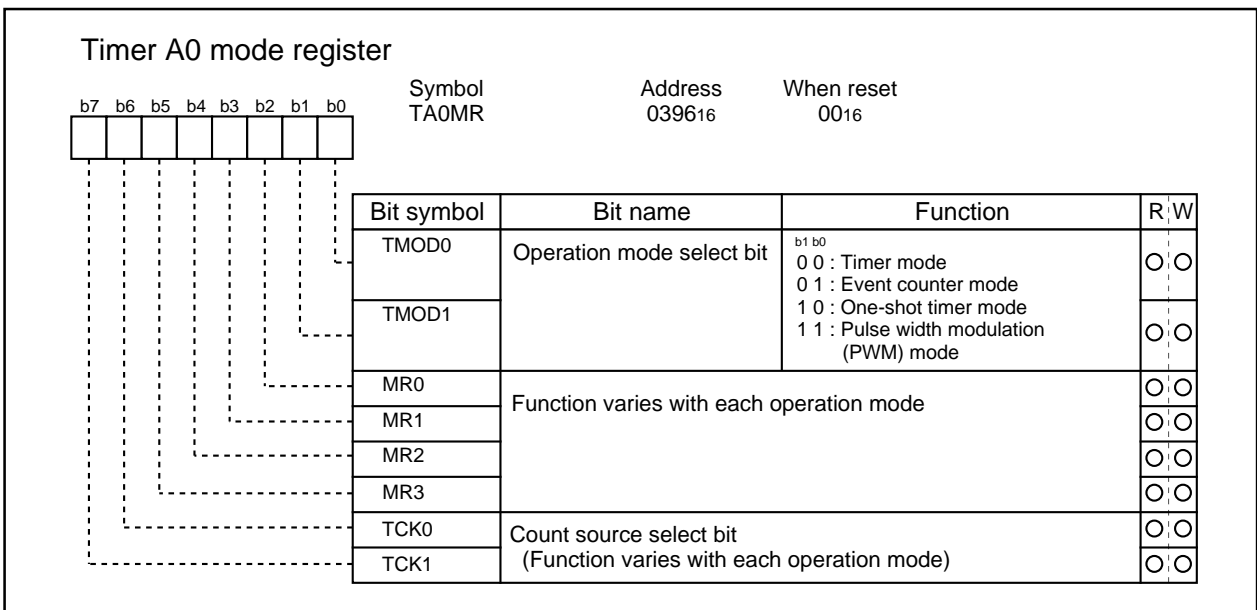 Timer A0 mode register
Symbol Address When reset
b7 b6 b5 b4 b3 b2 b1 b0
TA0MR 039616 0016
Bit symbol Bit name Function R W
TMOD0 Operation mode select bit b1 b0
0 0 : Timer mode
0 1 : Event counter mode
TMOD1 1 0 : One-shot timer mode
1 1 : Pulse width modulation
(PWM) mode
MR0
Function varies with each operation mode
MR1
MR2
MR3
TCK0
Count source select bit
(Function varies with each operation mode)
TCK1